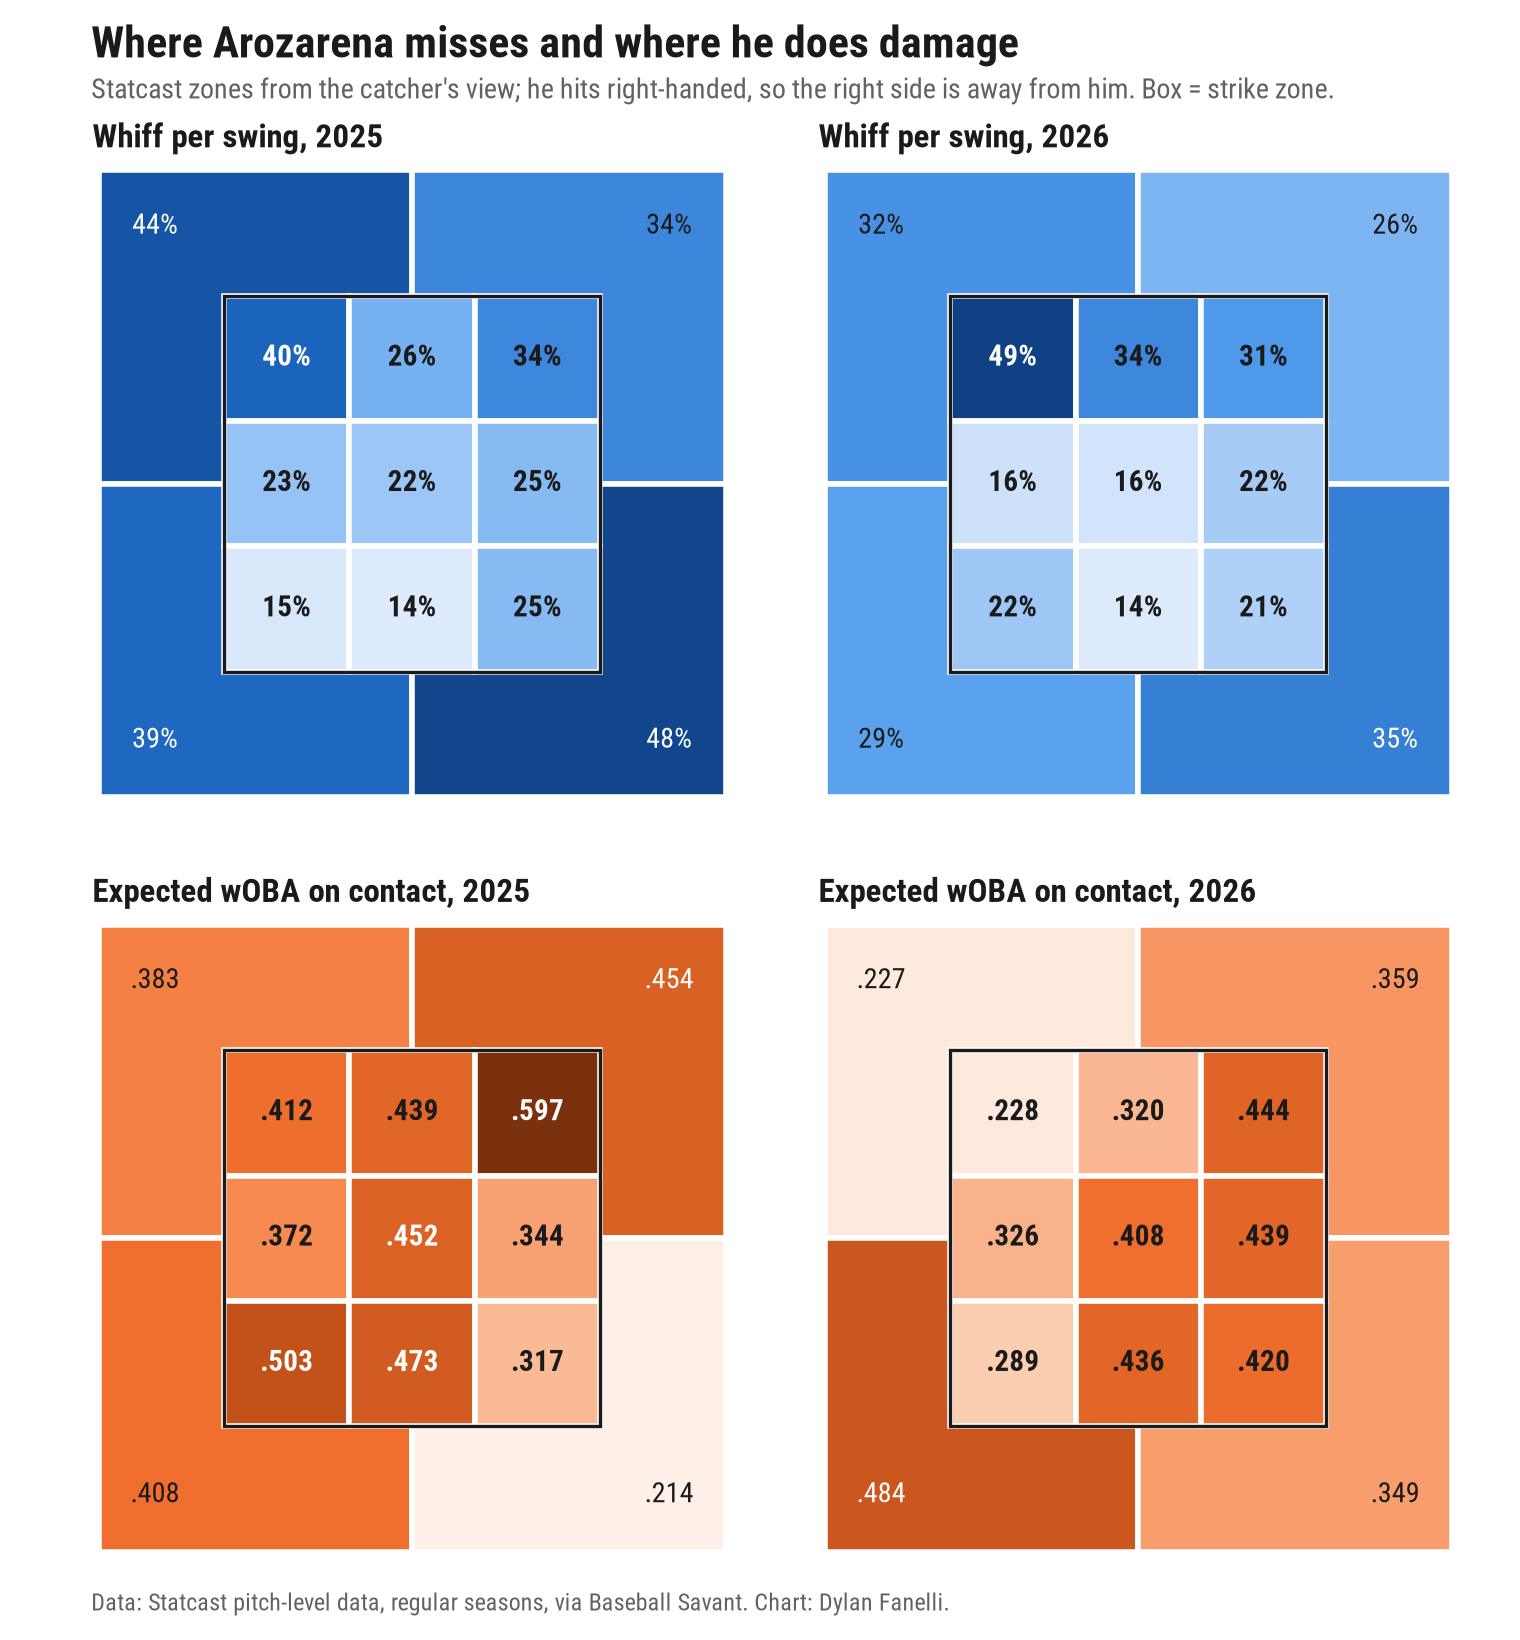 Where Arozarena misses and where he does damage
Statcast zones from the catcher's view; he hits right-handed, so the right side is away from him. Box = strike zone.
Whiff per swing, 2025
44% 34%
40% 26% 34%
23% 22% 25%
15% 14% 25%
39% 48%
Whiff per swing, 2026
32% 26%
49% 34% 31%
16% 16% 22%
22% 14% 21%
29% 35%
Expected wOBA on contact, 2025
.383 .454
.412 .439 .597
.372 .452 .344
.503 .473 .317
.408 .214
Expected wOBA on contact, 2026
.227 .359
.228 .320 .444
.326 .408 .439
.289 .436 .420
.484 .349
Data: Statcast pitch-level data, regular seasons, via Baseball Savant. Chart: Dylan Fanelli.